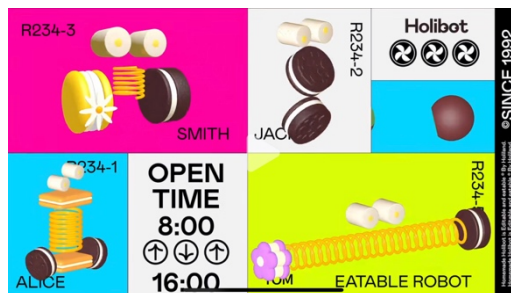 R234-3
SMITH
R234-2
JAC
Holibot
©SINCE 1992
R234-1
ALICE
OPEN
TIME
8:00
16:00
R234-
TOM
EATABLE ROBOT